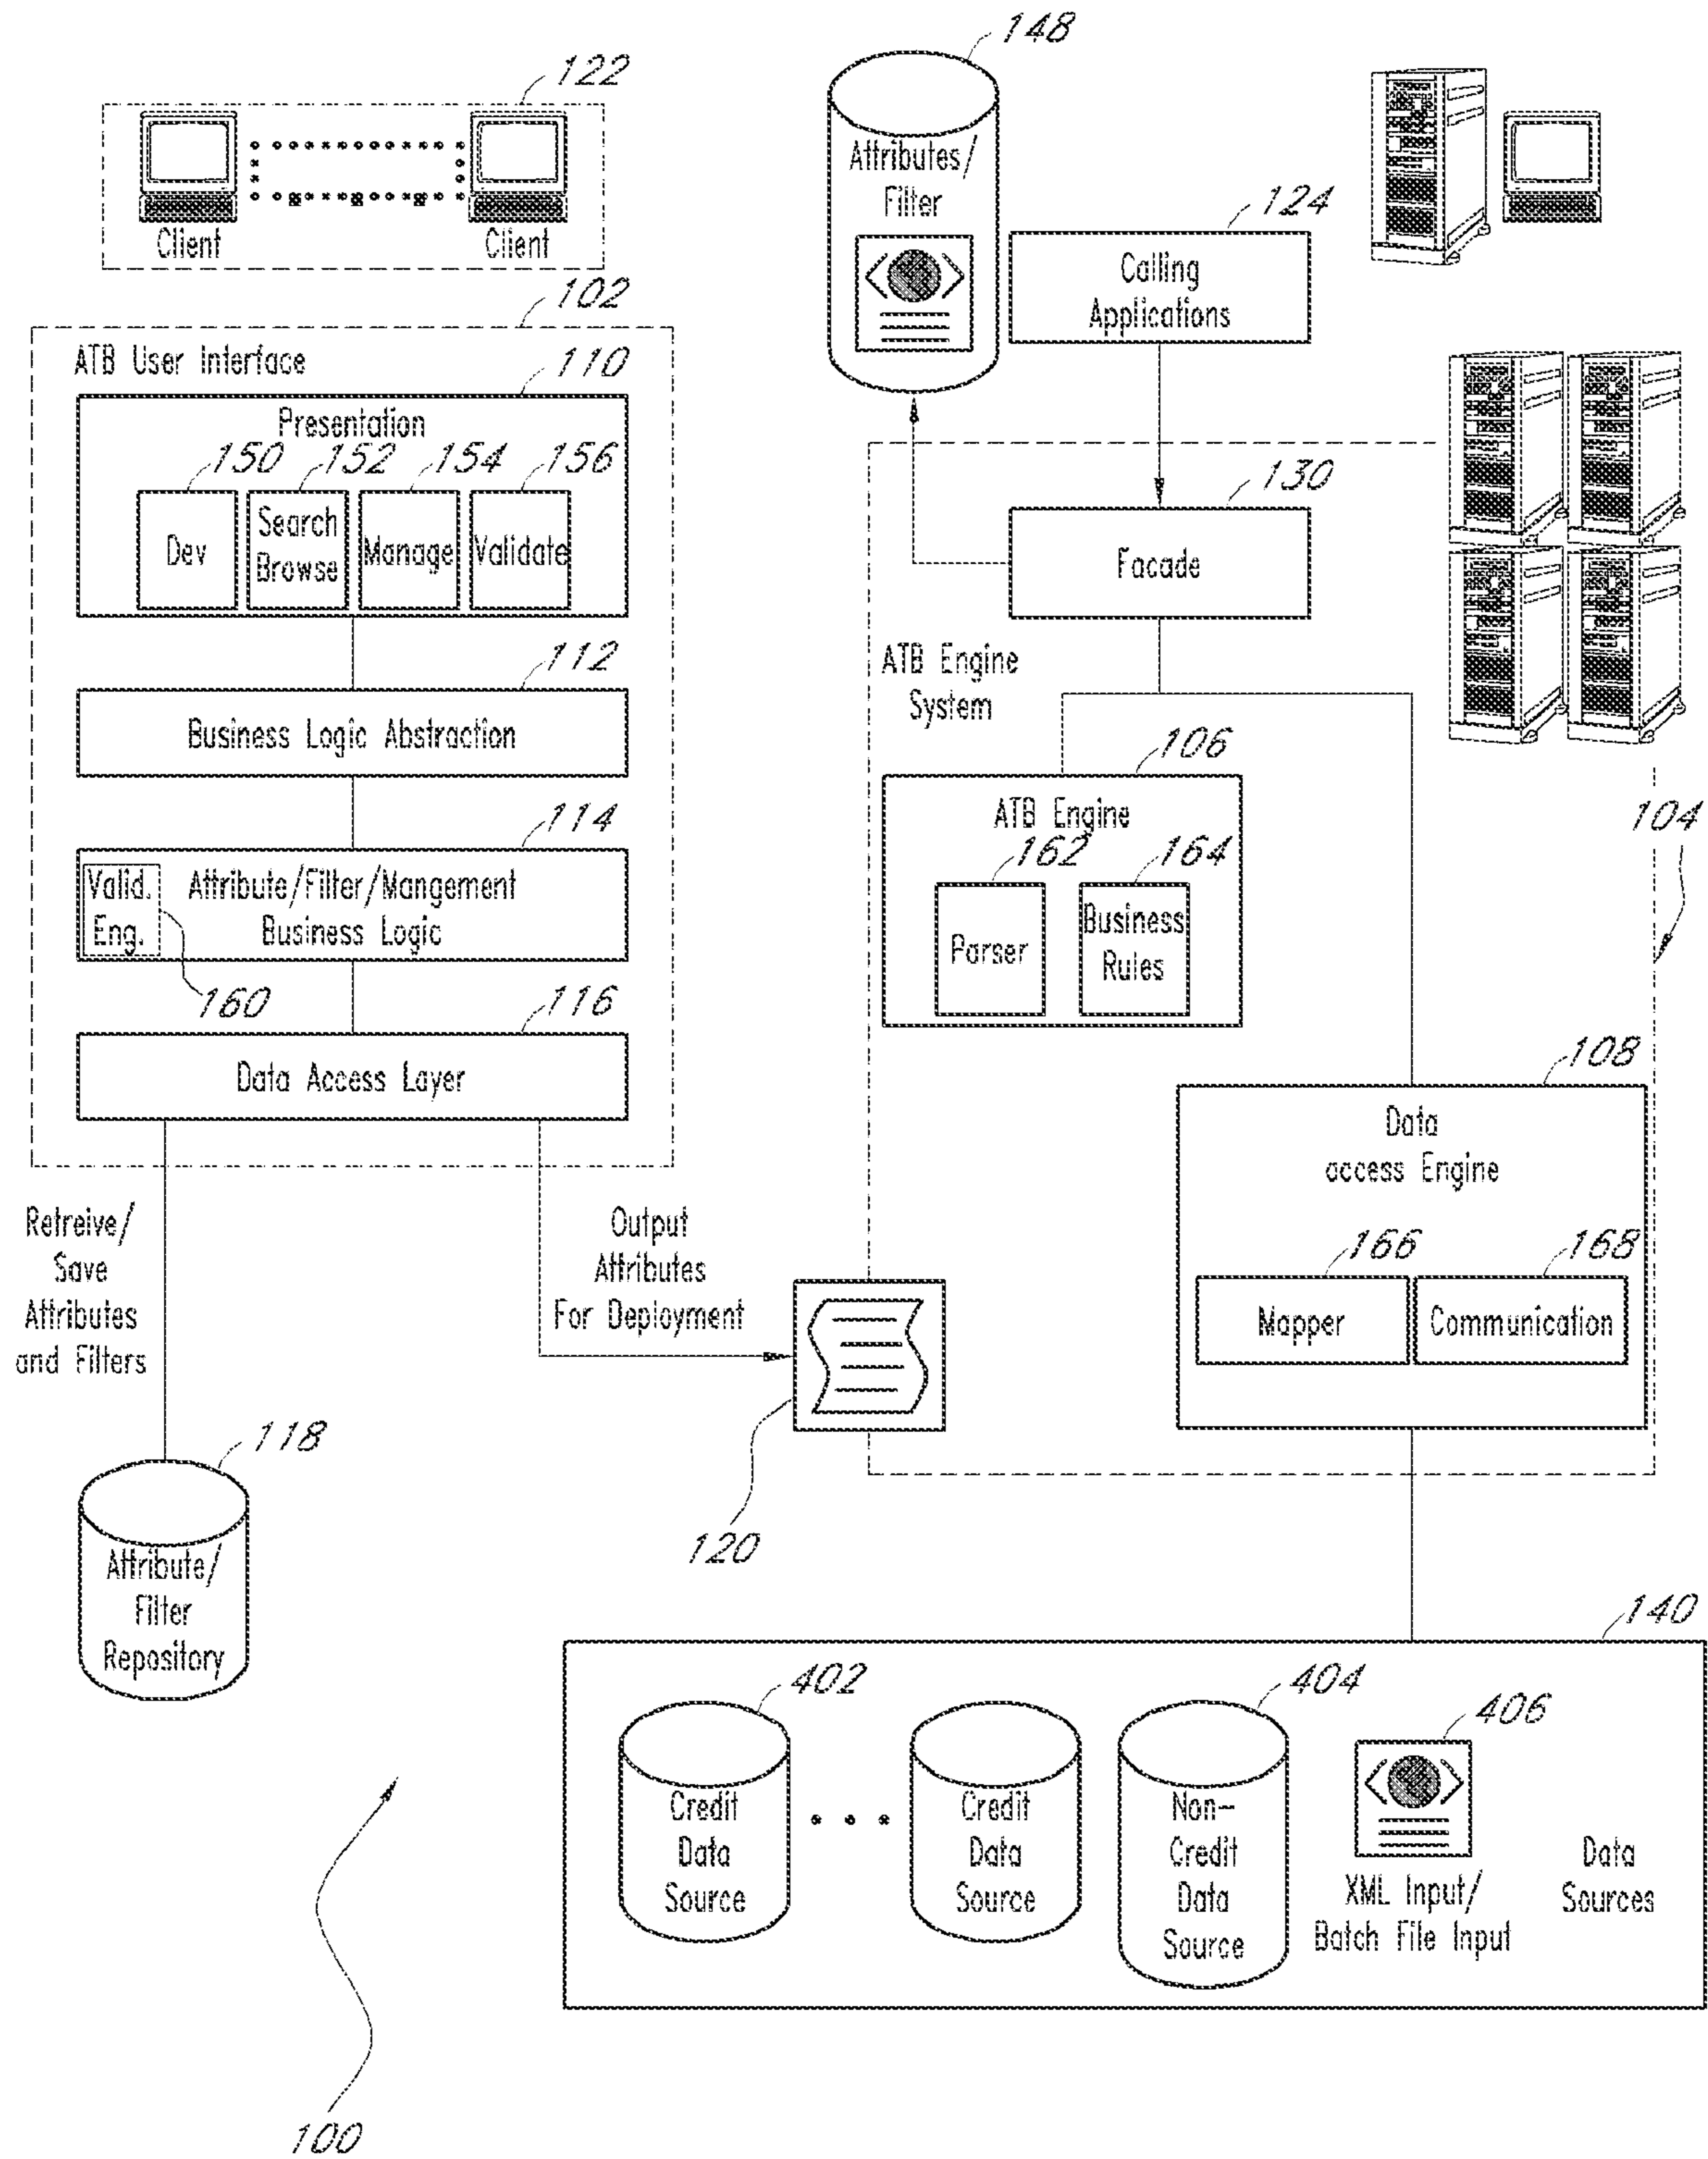 122
Client
Client
102
ATB User Interface
110
Presentation
150
152
154
156
Dev
Search
Browse
Manage
Validate
112
Business Logic Abstraction
114
Valid.
Eng.
Attribute/Filter/Mangement
Business Logic
160
116
Data Access Layer
Retreive/
Save
Attributes
and Filters
Output
Attributes
For Deployment
118
Attribute/
Filter
Repository
120
148
Attributes/
Filter
124
Calling
Applications
130
Facade
ATB Engine
System
106
ATB Engine
162
164
Parser
Business
Rules
104
108
Data
access Engine
166
168
Mapper
Communication
140
402
Credit
Data
Source
Credit
Data
Source
404
Non-
Credit
Data
Source
406
XML Input/
Batch File Input
Data
Sources
100